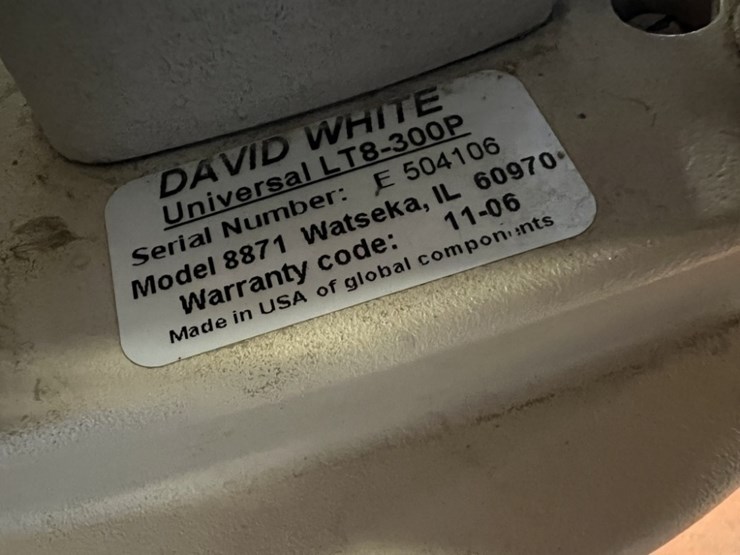 DAVID WHITE
Universal LT8-300P
Serial Number: E 504106
Model 8871 Watseka, IL 60970
Warranty code: 11-06
Made in USA of global components